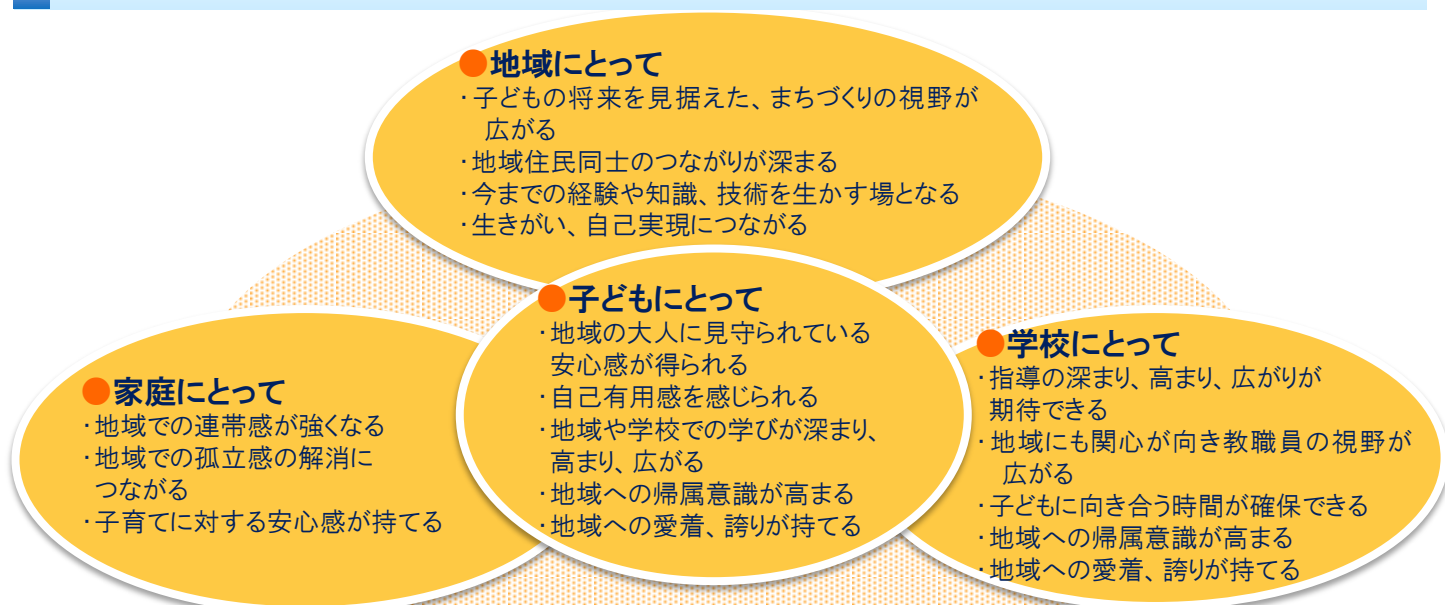 ●地域にとって
・子どもの将来を見据えた、まちづくりの視野が
広がる
・地域住民同士のつながりが深まる
・今までの経験や知識、技術を生かす場となる
・生きがい、自己実現につながる
●子どもにとって
・地域の大人に見守られている
安心感が得られる
・自己有用感を感じられる
・地域や学校での学びが深まり、
高まり、広がる
・地域への帰属意識が高まる
・地域への愛着、誇りが持てる
●家庭にとって
・地域での連帯感が強くなる
・地域での孤立感の解消に
つながる
・子育てに対する安心感が持てる
●学校にとって
・指導の深まり、高まり、広がりが
期待できる
・地域にも関心が向き教職員の視野が
広がる
・子どもに向き合う時間が確保できる
・地域への帰属意識が高まる
・地域への愛着、誇りが持てる